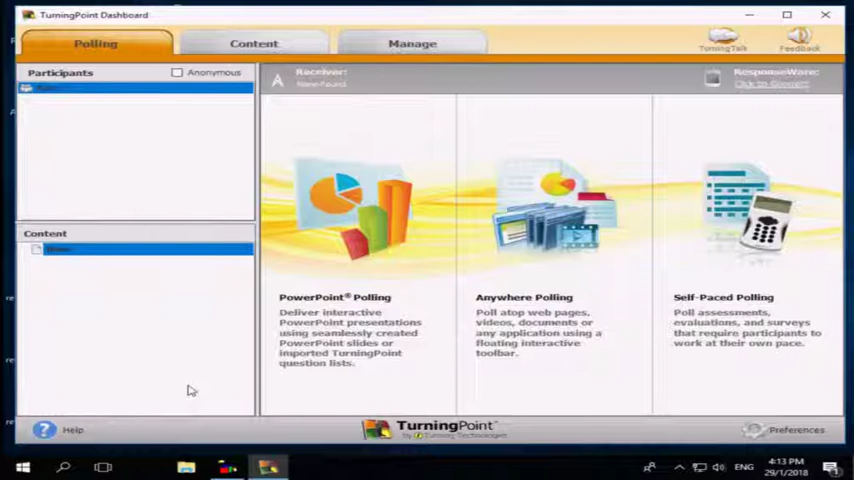 TurningPoint Dashboard
Polling
Content
Manage
TurningTalk
Feedback
Participants
Anonymous
Receiver:
None Found
ResponseWare:
Click to Connect
Content
PowerPoint® Polling
Deliver interactive
PowerPoint presentations
using seamlessly created
PowerPoint slides or
imported TurningPoint
question lists.
Anywhere Polling
Poll atop web pages,
videos, documents or
any application using a
floating interactive
toolbar.
Self-Paced Polling
Poll assessments,
evaluations, and surveys
that require participants
to work at their own pace.
Help
TurningPoint™
by Turning Technologies
Preferences
ENG
4:13 PM
29/1/2018